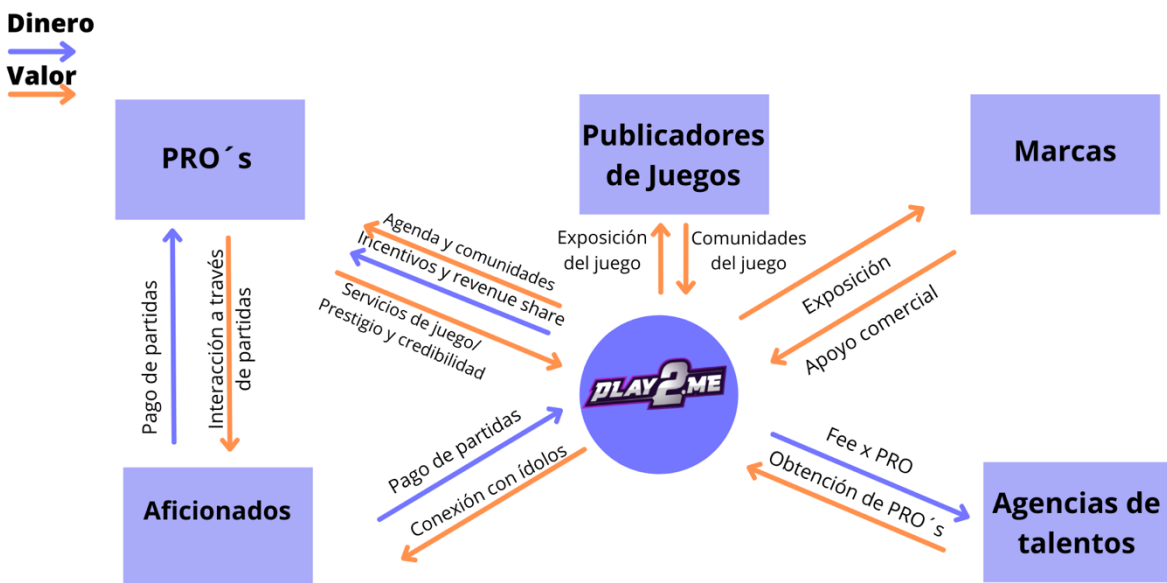 Dinero
Valor
PRO´s
Publicadores
de Juegos
Marcas
Agenda y comunidades
Incentivos y revenue share
Servicios de juego/
Prestigio y credibilidad
Exposición
del juego
Comunidades
del juego
Exposición
Apoyo comercial
Pago de partidas
Interacción a través
de partidas
PLAY2.ME
Pago de partidas
Conexión con ídolos
Fee x PRO
Obtención de PRO´s
Aficionados
Agencias de
talentos